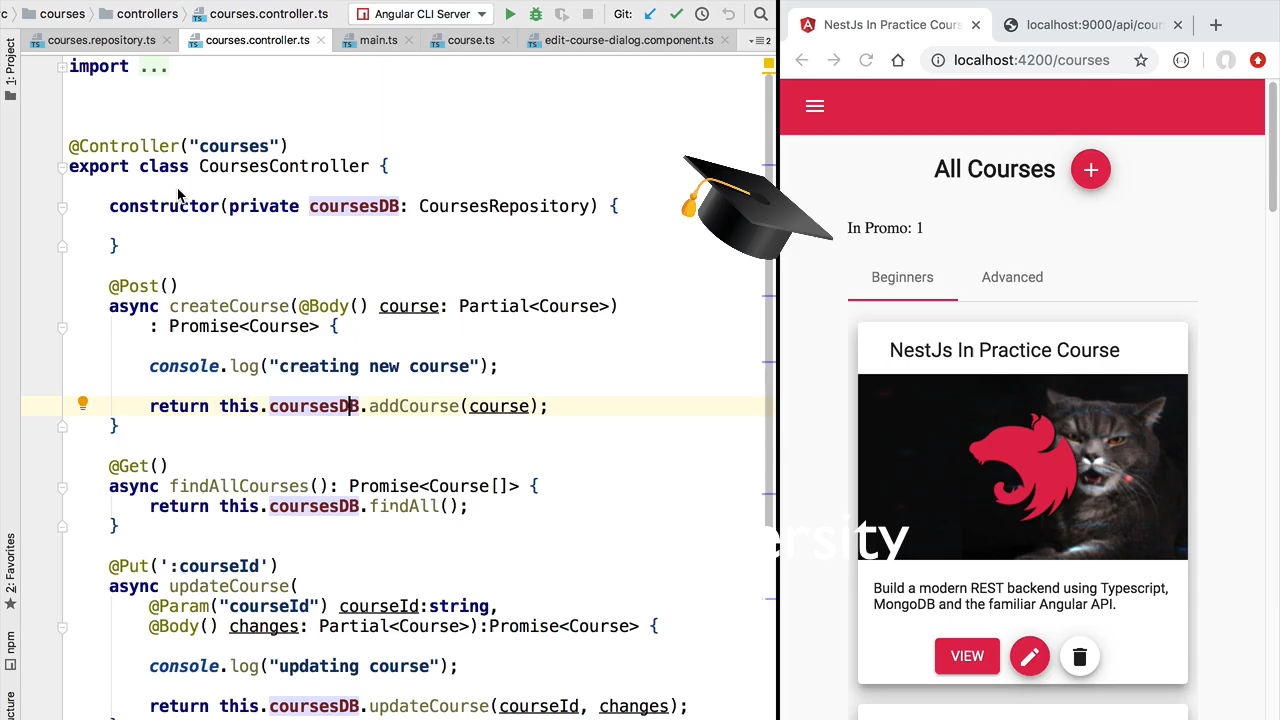 courses
controllers
courses.controller.ts
Angular CLI Server
Git:
courses.repository.ts
courses.controller.ts
main.ts
course.ts
edit-course-dialog.component.ts
2
1: Project
2: Favorites
npm
import ...
@Controller("courses")
export class CoursesController {
constructor(private coursesDB: CoursesRepository) {
}
@Post()
async createCourse(@Body() course: Partial<Course>)
: Promise<Course> {
console.log("creating new course");
return this.coursesDB.addCourse(course);
}
@Get()
async findAllCourses(): Promise<Course[]> {
return this.coursesDB.findAll();
}
@Put(':courseId')
async updateCourse(
@Param("courseId") courseId:string,
@Body() changes: Partial<Course>):Promise<Course> {
console.log("updating course");
return this.coursesDB.updateCourse(courseId, changes);
NestJs In Practice Cours
localhost:9000/api/cour
localhost:4200/courses
All Courses
In Promo: 1
Beginners
Advanced
NestJs In Practice Course
Build a modern REST backend using Typescript,
MongoDB and the familiar Angular API.
VIEW